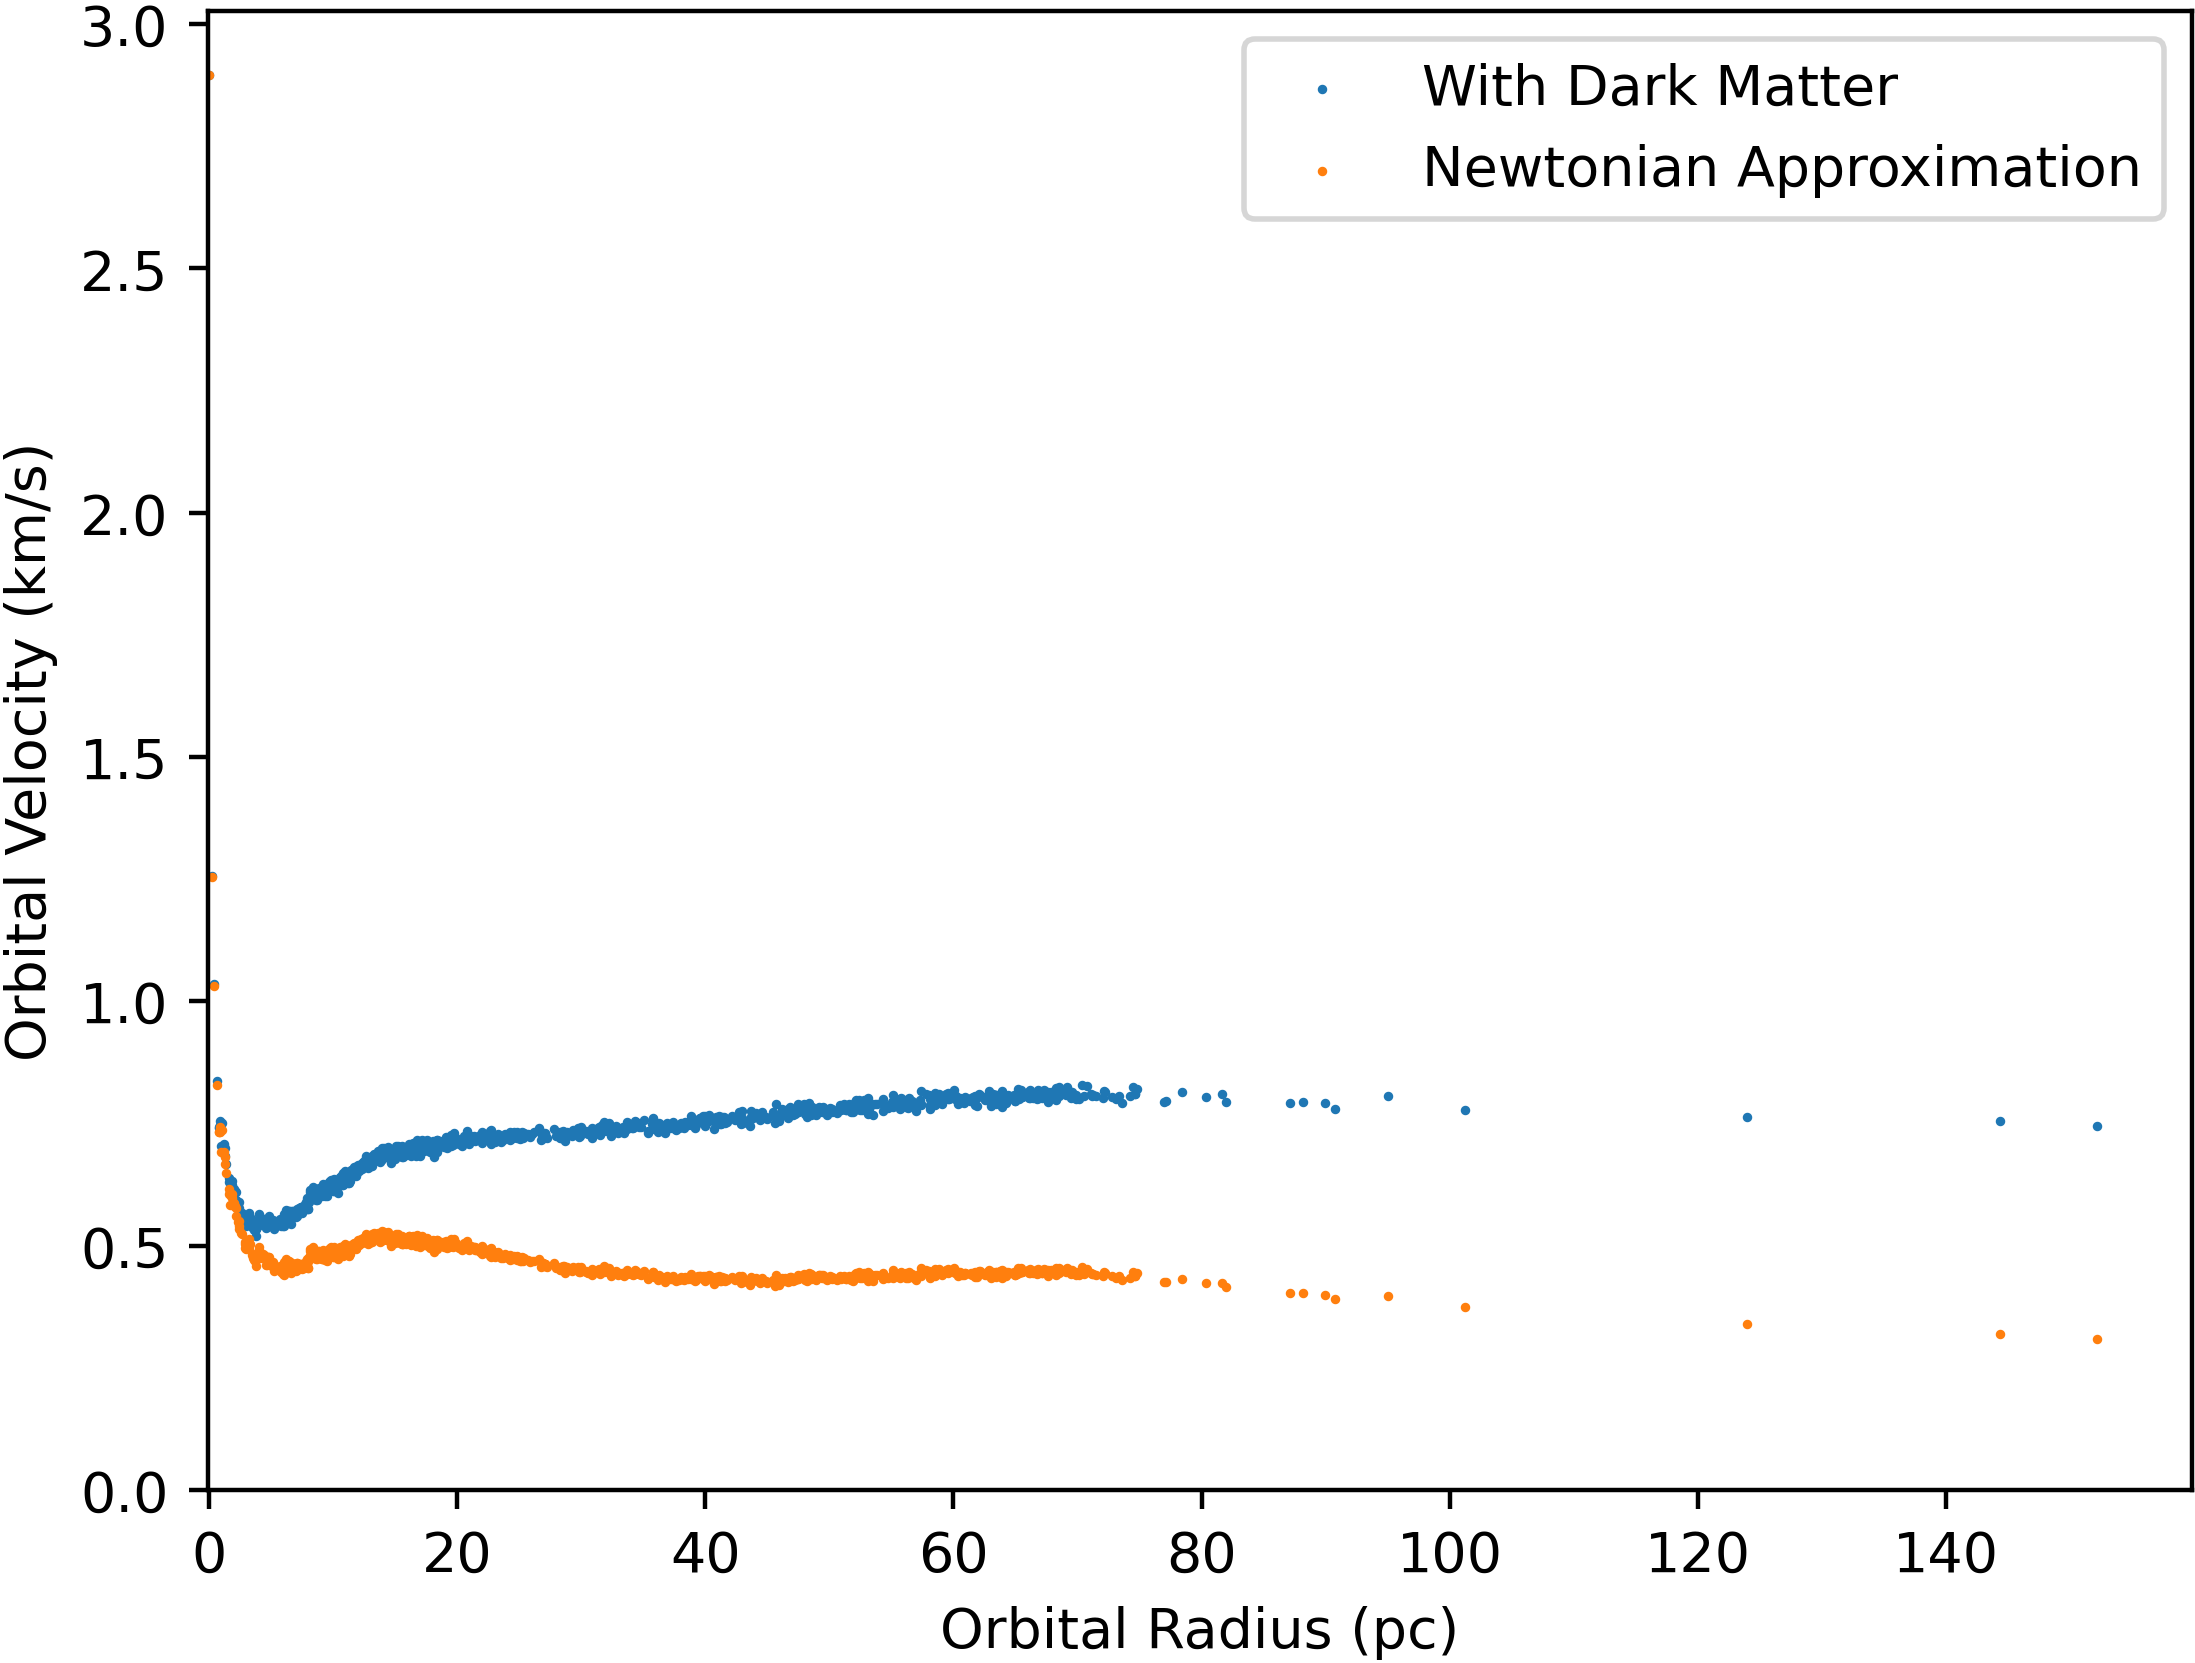 3.0
2.5
2.0
1.5
1.0
0.5
0.0
Orbital Velocity (km/s)
With Dark Matter
Newtonian Approximation
0 20 40 60 80 100 120 140
Orbital Radius (pc)